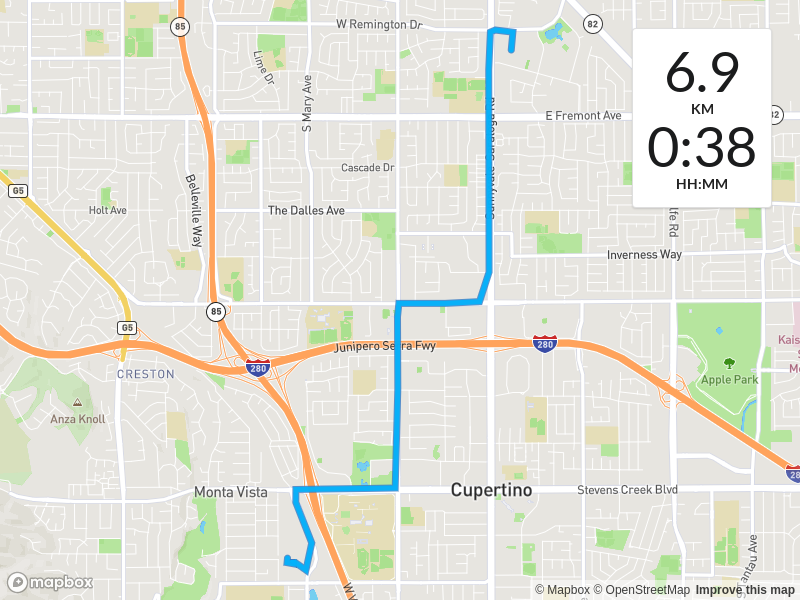 W Remington Dr
82
85
Lime Dr
6.9
KM
0:38
HH:MM
S Mary Ave
E Fremont Ave
82
Cascade Dr
G5
Belleville Way
Holt Ave
The Dalles Ave
Inverness Way
85
G5
Junipero Serra Fwy
280
280
CRESTON
Apple Park
Anza Knoll
280
Monta Vista
Cupertino
Stevens Creek Blvd
mapbox
© Mapbox © OpenStreetMap Improve this map